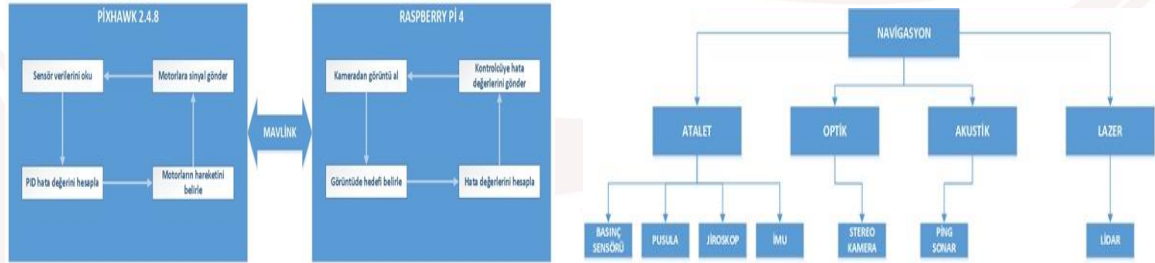 PİXHAWK 2.4.8
Sensör verilerini oku
Motorlara sinyal gönder
PID hata değerini hesapla
Motorların hareketini
belirle
MAVLİNK
RASPBERRY Pİ 4
Kameradan görüntü al
Kontrolcüye hata
değerlerini gönder
Görüntüde hedefi belirle
Hata değerlerini hesapla
NAVİGASYON
ATALET
OPTİK
AKUSTİK
LAZER
BASINÇ
SENSÖRÜ
PUSULA
JİROSKOP
İMU
STEREO
KAMERA
PİNG
SONAR
LİDAR